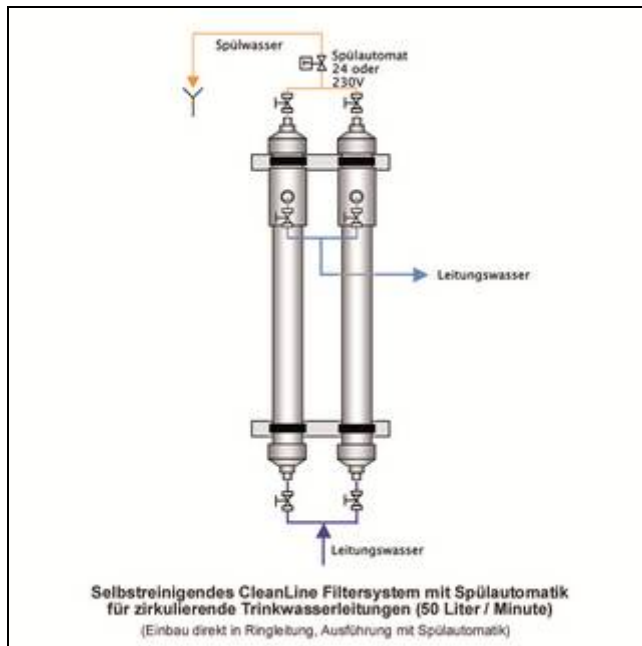 Spülwasser
Spülautomat
24 oder
230V
Leitungswasser
Leitungswasser
Selbstreinigendes CleanLine Filtersystem mit Spülautomatik
für zirkulierende Trinkwasserleitungen (50 Liter / Minute)
(Einbau direkt in Ringleitung, Ausführung mit Spülautomatik)